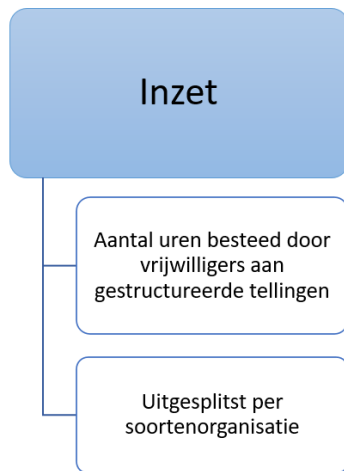 Inzet
Aantal uren besteed door
vrijwilligers aan
gestructureerde tellingen
Uitgesplitst per
soortenorganisatie